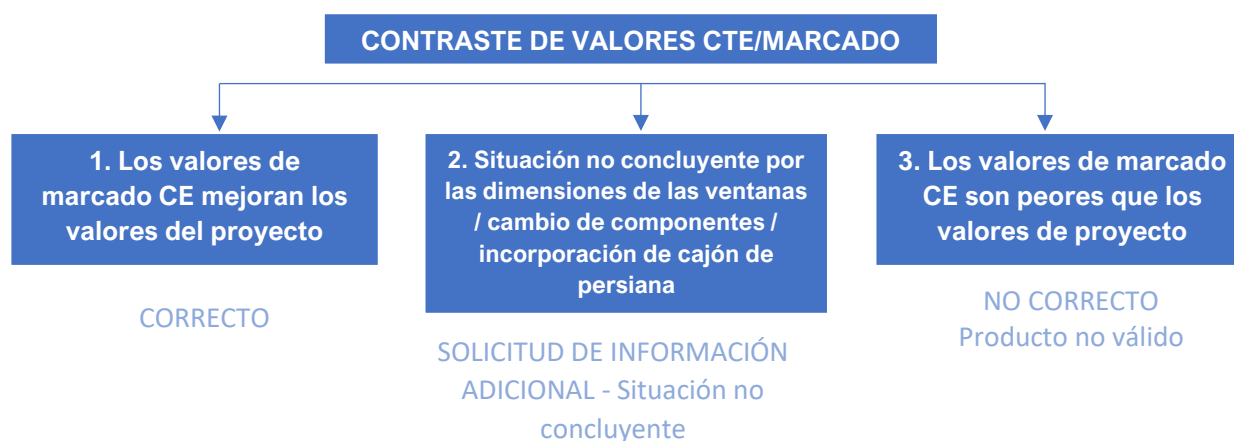 CONTRASTE DE VALORES CTE/MARCADO
1. Los valores de
marcado CE mejoran los
valores del proyecto
2. Situación no concluyente por
las dimensiones de las ventanas
/ cambio de componentes /
incorporación de cajón de
persiana
3. Los valores de marcado
CE son peores que los
valores de proyecto
CORRECTO
SOLICITUD DE INFORMACIÓN
ADICIONAL - Situación no
concluyente
NO CORRECTO
Producto no válido